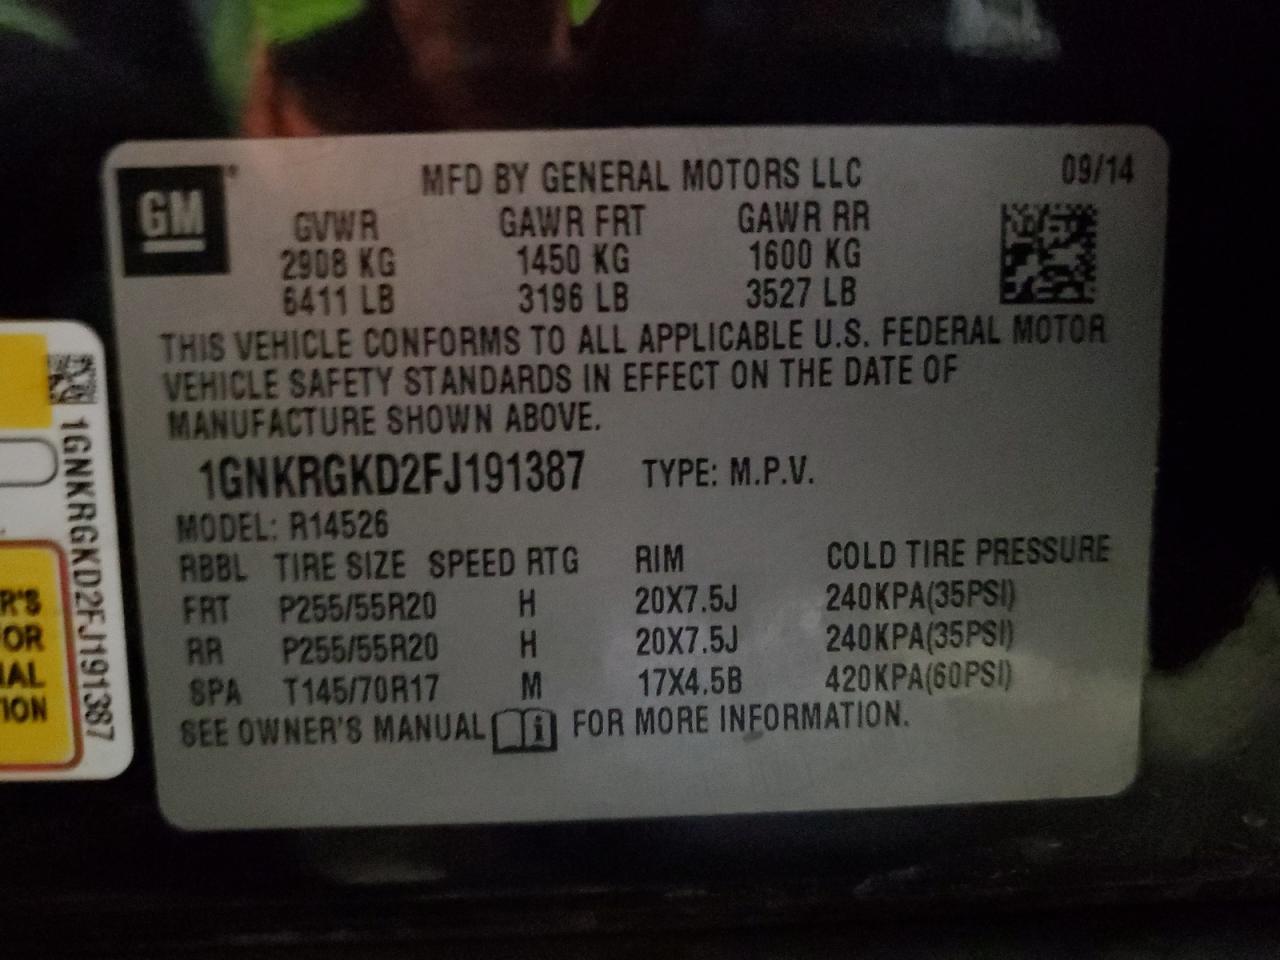 GM
MFD BY GENERAL MOTORS LLC 09/14
GVWR GAWR FRT GAWR RR
2908 KG 1450 KG 1600 KG
6411 LB 3196 LB 3527 LB
THIS VEHICLE CONFORMS TO ALL APPLICABLE U.S. FEDERAL MOTOR
VEHICLE SAFETY STANDARDS IN EFFECT ON THE DATE OF
MANUFACTURE SHOWN ABOVE.
1GNKRGKD2FJ191387 TYPE: M.P.V.
MODEL: R14526
RBBL TIRE SIZE SPEED RTG RIM COLD TIRE PRESSURE
FRT P255/55R20 H 20X7.5J 240KPA(35PSI)
RR P255/55R20 H 20X7.5J 240KPA(35PSI)
SPA T145/70R17 M 17X4.5B 420KPA(60PSI)
SEE OWNER'S MANUAL FOR MORE INFORMATION.
1GNKRGKD2FJ191387
R'S
FOR
IAL
ION